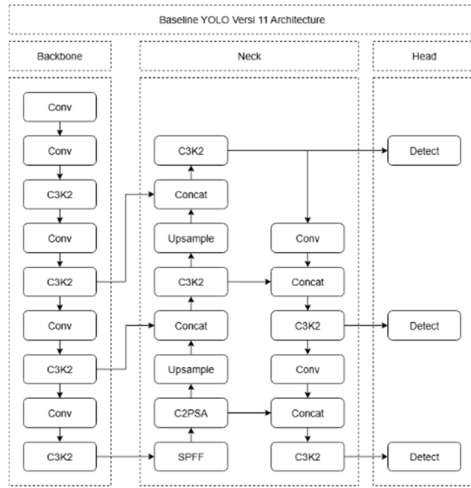 Baseline YOLO Versi 11 Architecture
Backbone
Neck
Head
Conv
Conv
C3K2
Conv
C3K2
Conv
C3K2
Conv
C3K2
C3K2
Concat
Upsample
C3K2
Concat
Upsample
C2PSA
SPFF
Conv
Concat
C3K2
Conv
Concat
C3K2
Detect
Detect
Detect